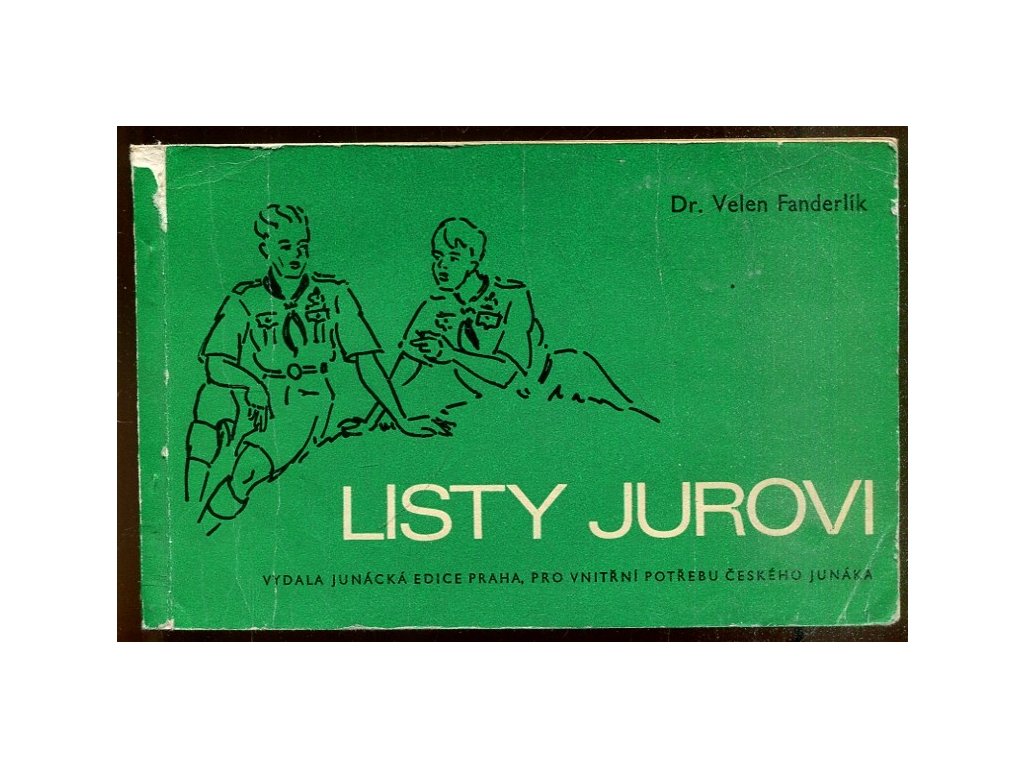 Dr. Velen Fanderlík
LISTY JUROVI
VYDALA JUNÁCKÁ EDICE PRAHA, PRO VNITŘNÍ POTŘEBU ČESKÉHO JUNÁKA